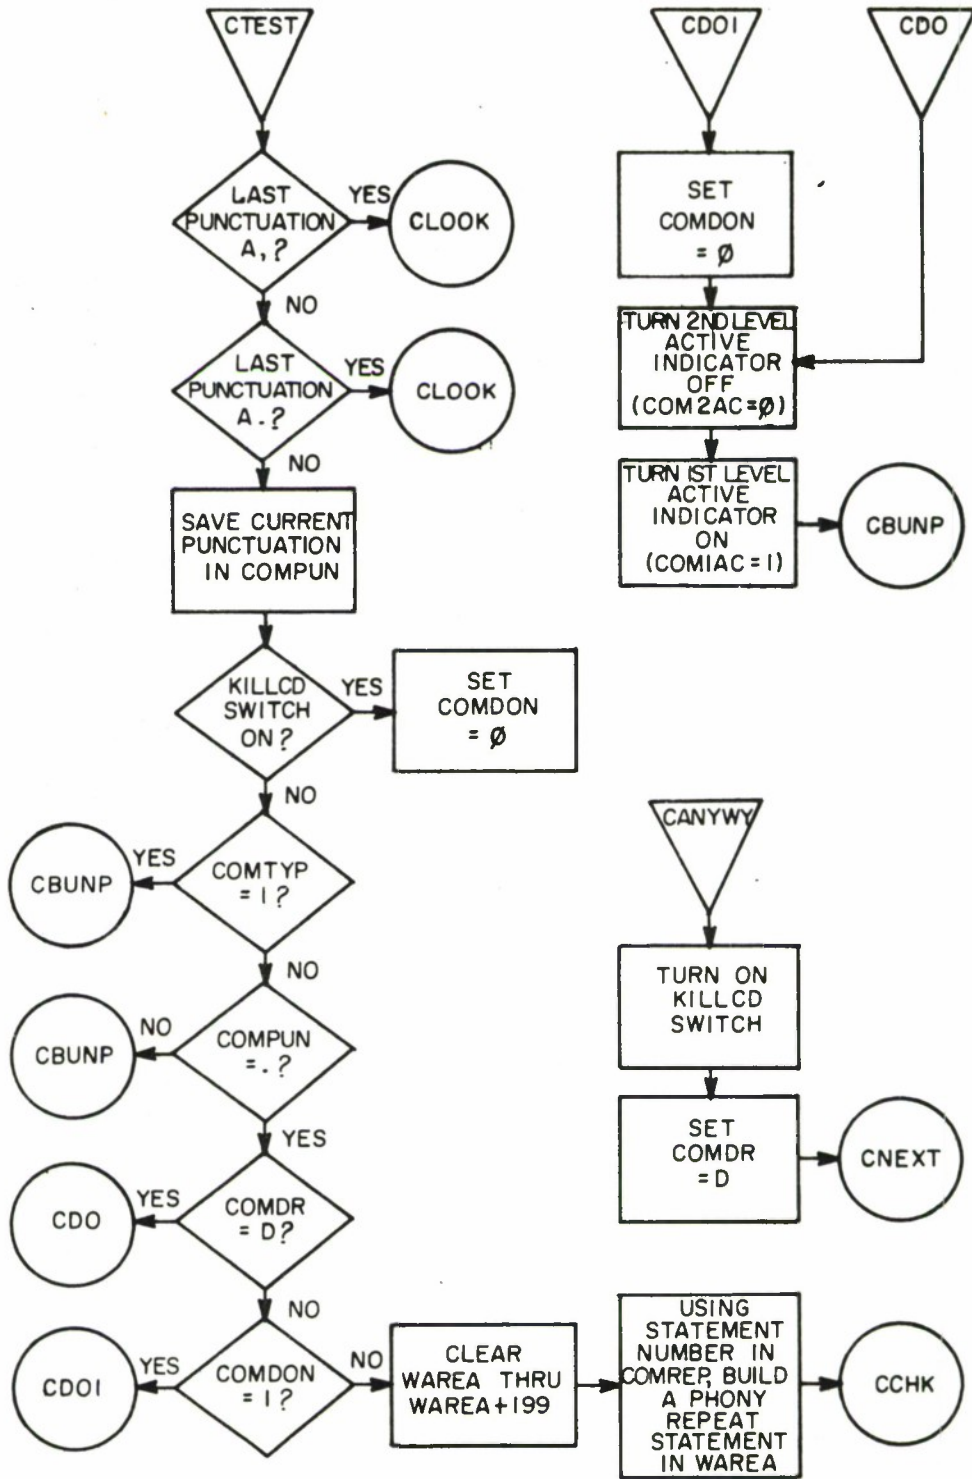 CTEST
LAST
PUNCTUATION
A,?
YES
CLOOK
NO
LAST
PUNCTUATION
A.?
YES
CLOOK
NO
SAVE CURRENT
PUNCTUATION
IN COMPUN
KILLCD
SWITCH
ON?
YES
SET
COMDON
= Ø
NO
COMTYP
= 1?
YES
CBUNP
NO
COMPUN
= . ?
NO
CBUNP
YES
COMDR
= D?
YES
CDO
NO
COMDON
= 1?
YES
CDO1
NO
CLEAR
WAREA THRU
WAREA+199
USING
STATEMENT
NUMBER IN
COMREP, BUILD
A PHONY
REPEAT
STATEMENT
IN WAREA
CCHK
CDO1
SET
COMDON
= Ø
CDO
TURN 2ND LEVEL
ACTIVE
INDICATOR
OFF
(COM2AC=Ø)
TURN 1ST LEVEL
ACTIVE
INDICATOR
ON
(COM1AC=1)
CBUNP
CANYWY
TURN ON
KILLCD
SWITCH
SET
COMDR
=D
CNEXT